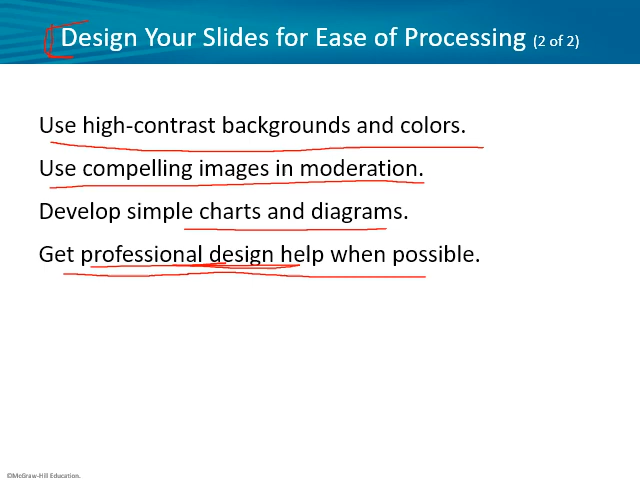 Design Your Slides for Ease of Processing (2 of 2)
Use high-contrast backgrounds and colors.
Use compelling images in moderation.
Develop simple charts and diagrams.
Get professional design help when possible.
©McGraw-Hill Education.